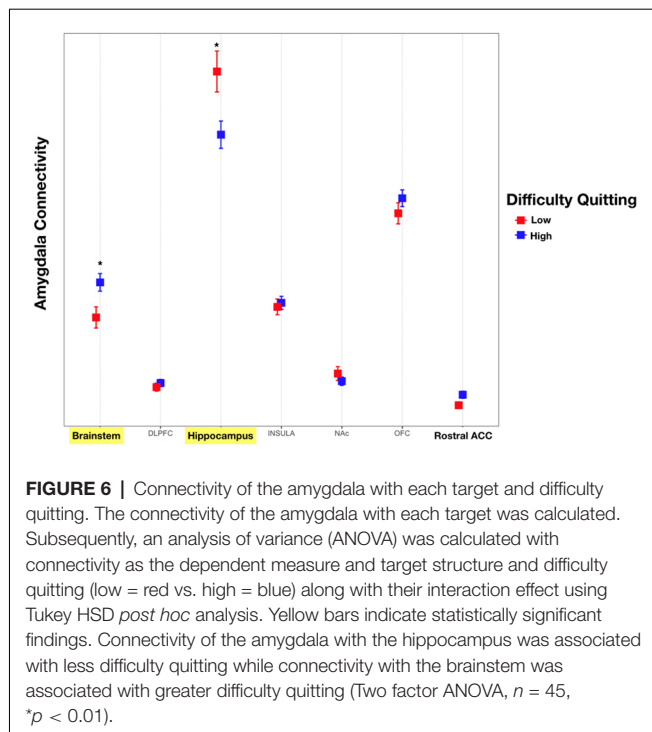 *
*
Amygdala Connectivity
Difficulty Quitting
Low
High
Brainstem DLPFC Hippocampus INSULA NAc OFC Rostral ACC
FIGURE 6 | Connectivity of the amygdala with each target and difficulty
quitting. The connectivity of the amygdala with each target was calculated.
Subsequently, an analysis of variance (ANOVA) was calculated with
connectivity as the dependent measure and target structure and difficulty
quitting (low = red vs. high = blue) along with their interaction effect using
Tukey HSD post hoc analysis. Yellow bars indicate statistically significant
findings. Connectivity of the amygdala with the hippocampus was associated
with less difficulty quitting while connectivity with the brainstem was
associated with greater difficulty quitting (Two factor ANOVA, n = 45,
*p < 0.01).